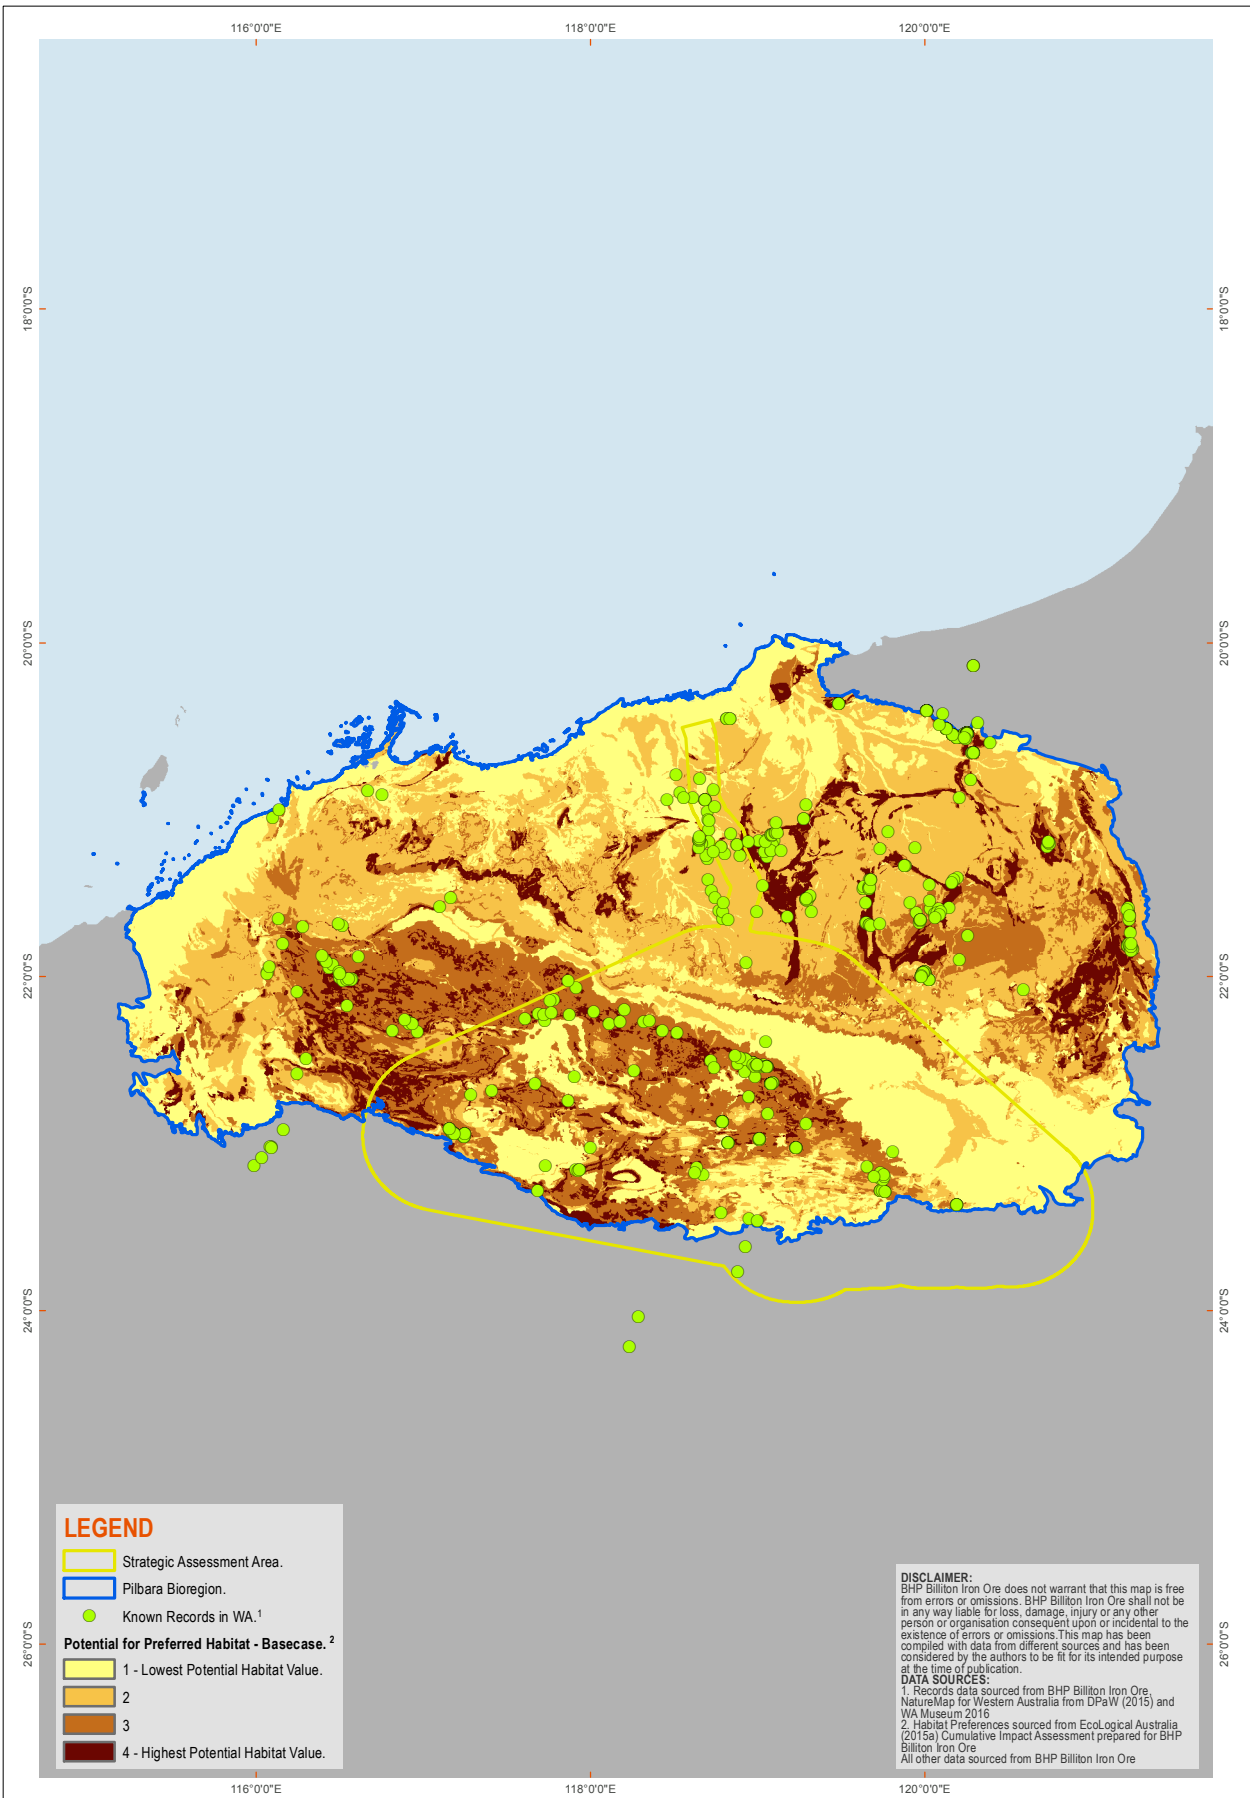 116°0'0"E
118°0'0"E
120°0'0"E
18°0'0"S
18°0'0"S
20°0'0"S
20°0'0"S
22°0'0"S
22°0'0"S
24°0'0"S
24°0'0"S
26°0'0"S
26°0'0"S
LEGEND
Strategic Assessment Area.
Pilbara Bioregion.
Known Records in WA.1
Potential for Preferred Habitat - Basecase. 2
1 - Lowest Potential Habitat Value.
2
3
4 - Highest Potential Habitat Value.
DISCLAIMER:
BHP Billiton Iron Ore does not warrant that this map is free
from errors or omissions. BHP Billiton Iron Ore shall not be
in any way liable for loss, damage, injury or any other
person or organisation consequent upon or incidental to the
existence of errors or omissions.This map has been
compiled with data from different sources and has been
considered by the authors to be fit for its intended purpose
at the time of publication.
DATA SOURCES:
1. Records data sourced from BHP Billiton Iron Ore,
NatureMap for Western Australia from DPaW (2015) and
WA Museum 2016
2. Habitat Preferences sourced from EcoLogical Australia
(2015a) Cumulative Impact Assessment prepared for BHP
Billiton Iron Ore
All other data sourced from BHP Billiton Iron Ore
116°0'0"E
118°0'0"E
120°0'0"E